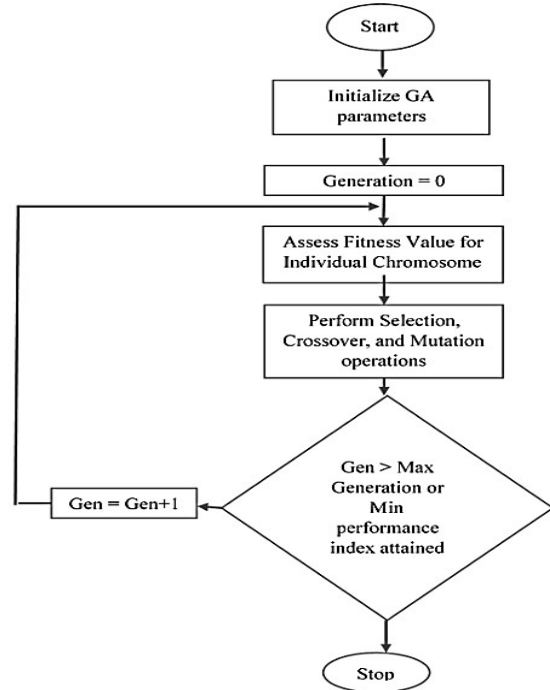 Start
Initialize GA
parameters
Generation = 0
Assess Fitness Value for
Individual Chromosome
Perform Selection,
Crossover, and Mutation
operations
Gen > Max
Generation or
Min
performance
index attained
Gen = Gen+1
Stop